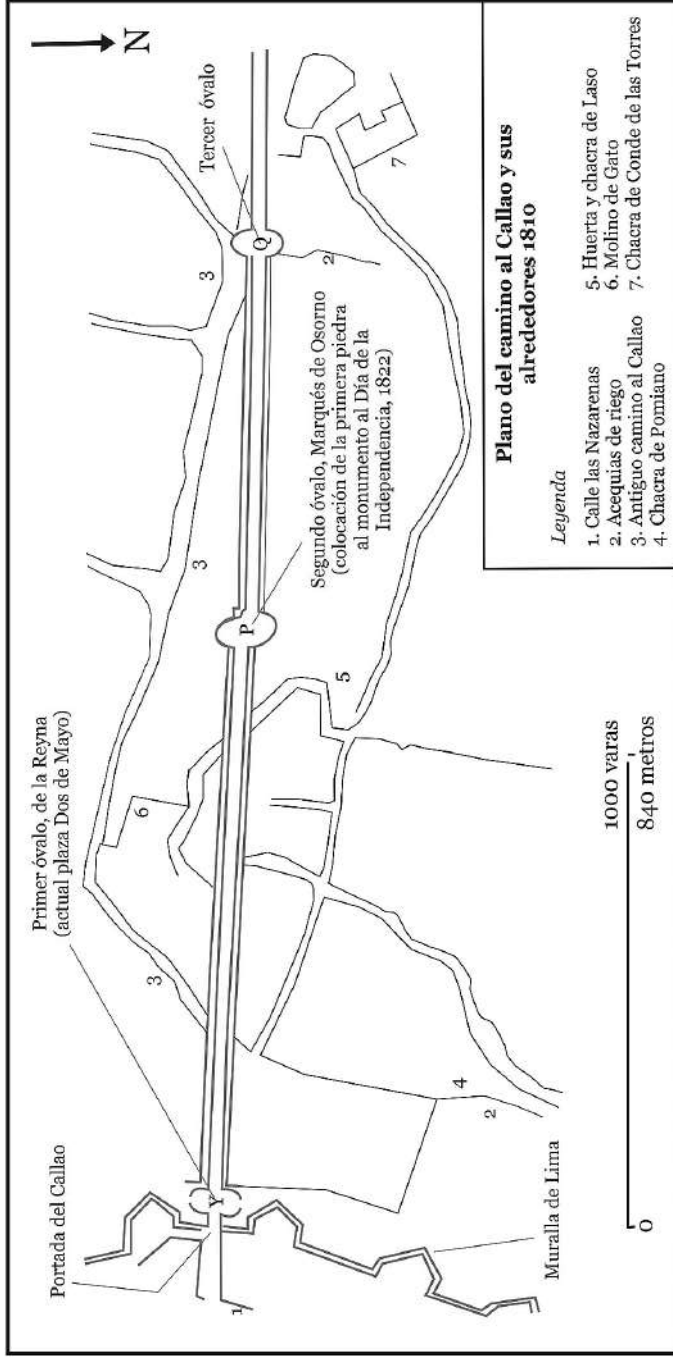 N
Portada del Callao
Primer óvalo, de la Reyna
(actual plaza Dos de Mayo)
Tercer óvalo
3
3
3
6
Y
P
Q
1
Segundo óvalo, Marqués de Osorno
(colocación de la primera piedra
al monumento al Día de la
Independencia, 1822)
2
7
5
4
2
Muralla de Lima
1000 varas
0
840 metros
Plano del camino al Callao y sus
alrededores 1810
Leyenda
1. Calle las Nazarenas
2. Acequias de riego
3. Antiguo camino al Callao
4. Chacra de Pomiano
5. Huerta y chacra de Laso
6. Molino de Gato
7. Chacra de Conde de las Torres